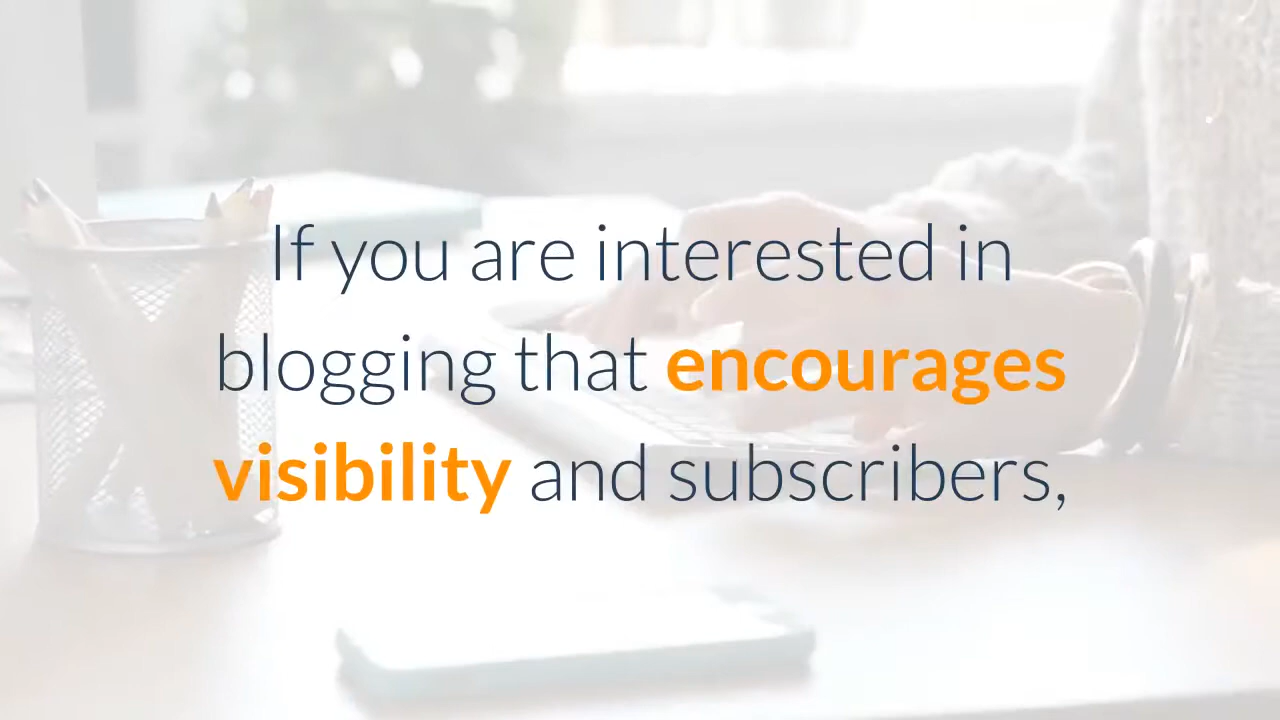 If you are interested in
blogging that encourages
visibility and subscribers,